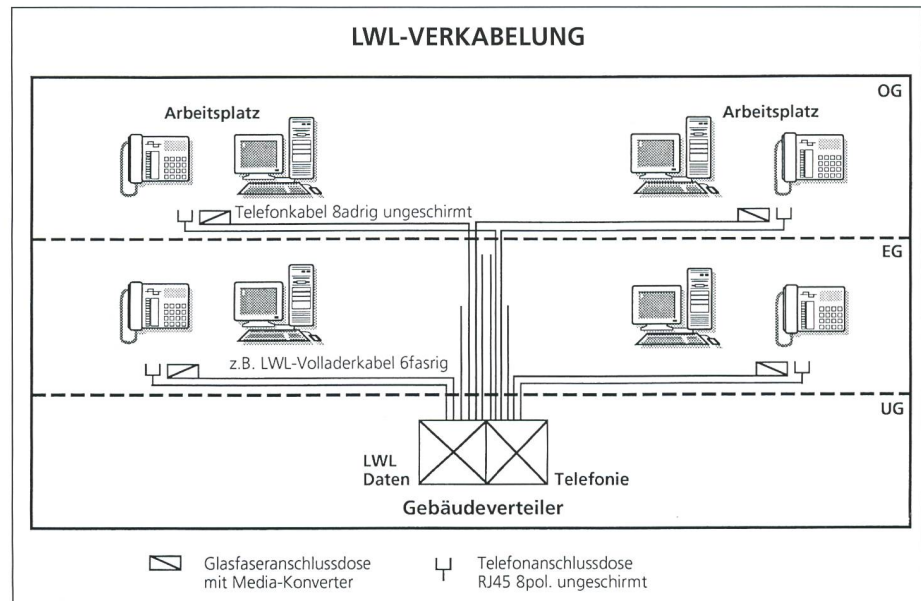 LWL-VERKABELUNG
OG
Arbeitsplatz
Arbeitsplatz
Telefonkabel 8adrig ungeschirmt
EG
z.B. LWL-Volladerkabel 6fasrig
UG
LWL
Daten
Telefonie
Gebäudeverteiler
Glasfaseranschlussdose
mit Media-Konverter
Telefonanschlussdose
RJ45 8pol. ungeschirmt